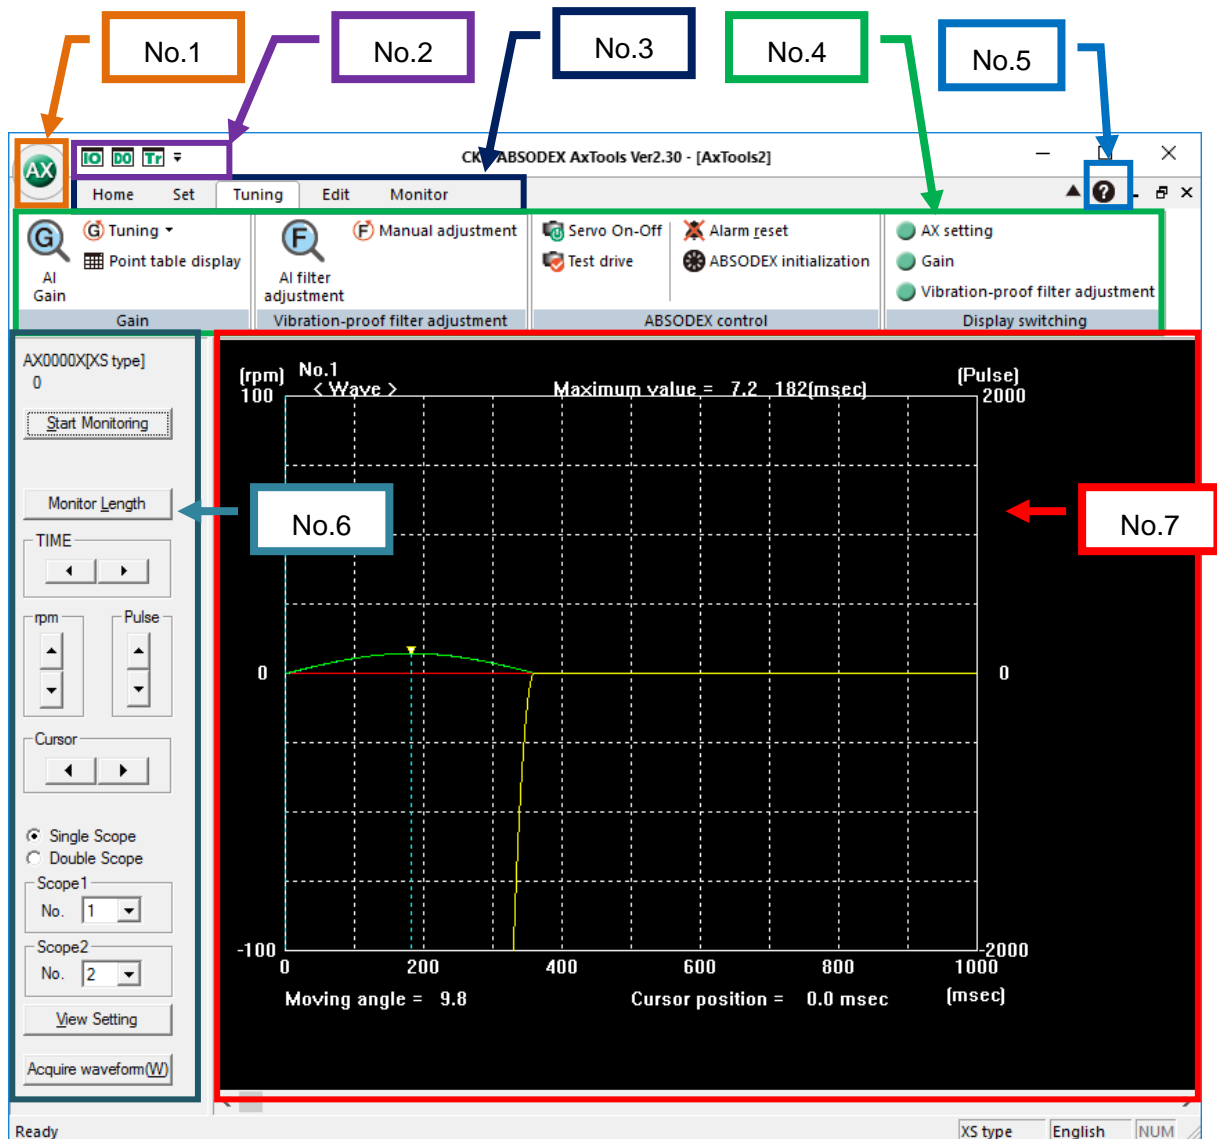 No.1
No.2
No.3
No.4
No.5
AX
IO DO Tr
CK ABSODEX AxTools Ver2.30 - [AxTools2]
Home Set Tuning Edit Monitor
?
G
AI
Gain
G Tuning
Point table display
Gain
F
AI filter
adjustment
F Manual adjustment
Vibration-proof filter adjustment
Servo On-Off
Test drive
Alarm reset
ABSODEX initialization
ABSODEX control
AX setting
Gain
Vibration-proof filter adjustment
Display switching
AX0000X[XS type]
0
Start Monitoring
Monitor Length
TIME
rpm Pulse
Cursor
Single Scope
Double Scope
Scope1
No. 1
Scope2
No. 2
View Setting
Acquire waveform(W)
No.6
No.7
(rpm) No.1 (Pulse)
100 < Wave > Maximum value = 7.2 182(msec) 2000
0 0
-100 -2000
0 200 400 600 800 1000
Moving angle = 9.8 Cursor position = 0.0 msec (msec)
Ready XS type English NUM